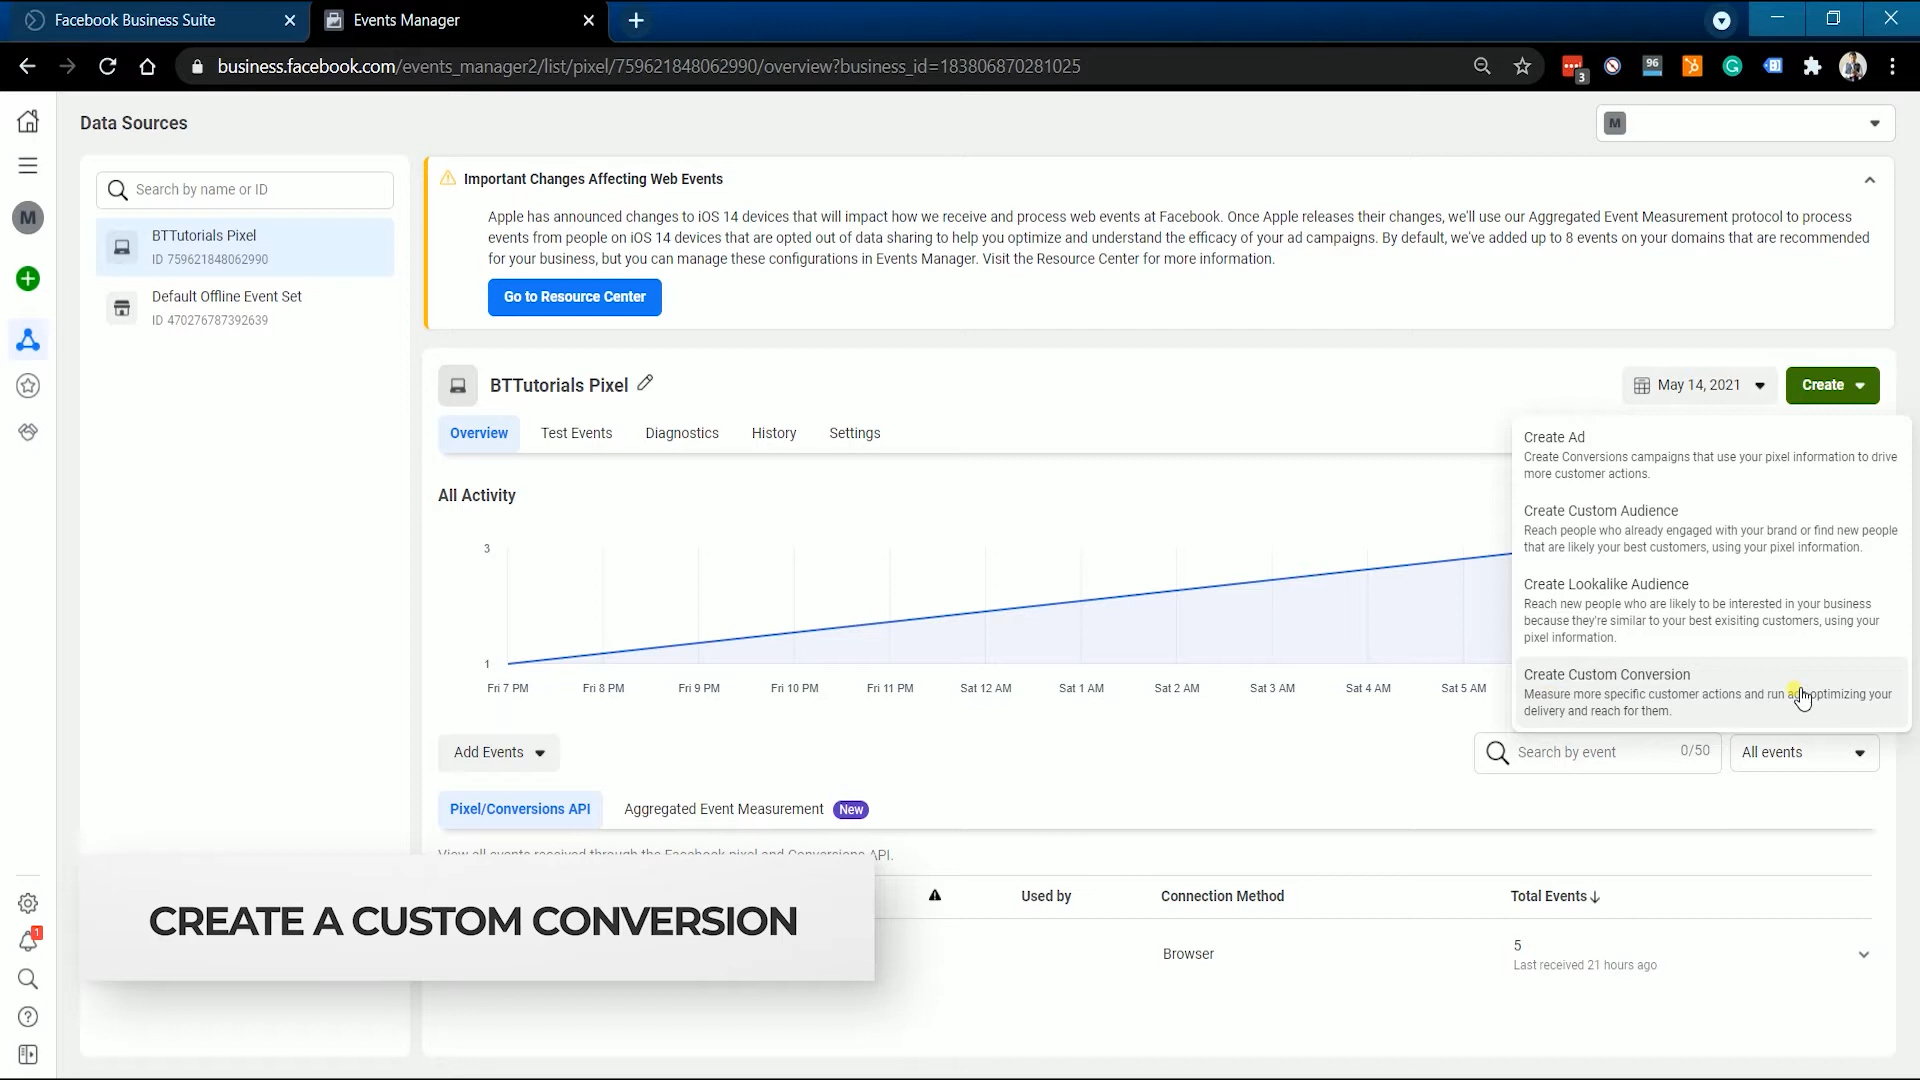 Facebook Business Suite
Events Manager
business.facebook.com/events_manager2/list/pixel/759621848062990/overview?business_id=183806870281025
3
96
Data Sources
M
Search by name or ID
M
BTTutorials Pixel
ID 759621848062990
Default Offline Event Set
ID 470276787392639
Important Changes Affecting Web Events
Apple has announced changes to iOS 14 devices that will impact how we receive and process web events at Facebook. Once Apple releases their changes, we'll use our Aggregated Event Measurement protocol to process
events from people on iOS 14 devices that are opted out of data sharing to help you optimize and understand the efficacy of your ad campaigns. By default, we've added up to 8 events on your domains that are recommended
for your business, but you can manage these configurations in Events Manager. Visit the Resource Center for more information.
Go to Resource Center
BTTutorials Pixel
May 14, 2021
Create
Overview
Test Events
Diagnostics
History
Settings
Create Ad
Create Conversions campaigns that use your pixel information to drive
more customer actions.
Create Custom Audience
Reach people who already engaged with your brand or find new people
that are likely your best customers, using your pixel information.
Create Lookalike Audience
Reach new people who are likely to be interested in your business
because they're similar to your best exisiting customers, using your
pixel information.
Create Custom Conversion
Measure more specific customer actions and run optimizing your
delivery and reach for them.
All Activity
3
1
Fri 7 PM
Fri 8 PM
Fri 9 PM
Fri 10 PM
Fri 11 PM
Sat 12 AM
Sat 1 AM
Sat 2 AM
Sat 3 AM
Sat 4 AM
Sat 5 AM
Add Events
Search by event
0/50
All events
Pixel/Conversions API
Aggregated Event Measurement
New
View all events received through the Facebook pixel and Conversions API.
Used by
Connection Method
Total Events
Browser
5
Last received 21 hours ago
1
CREATE A CUSTOM CONVERSION